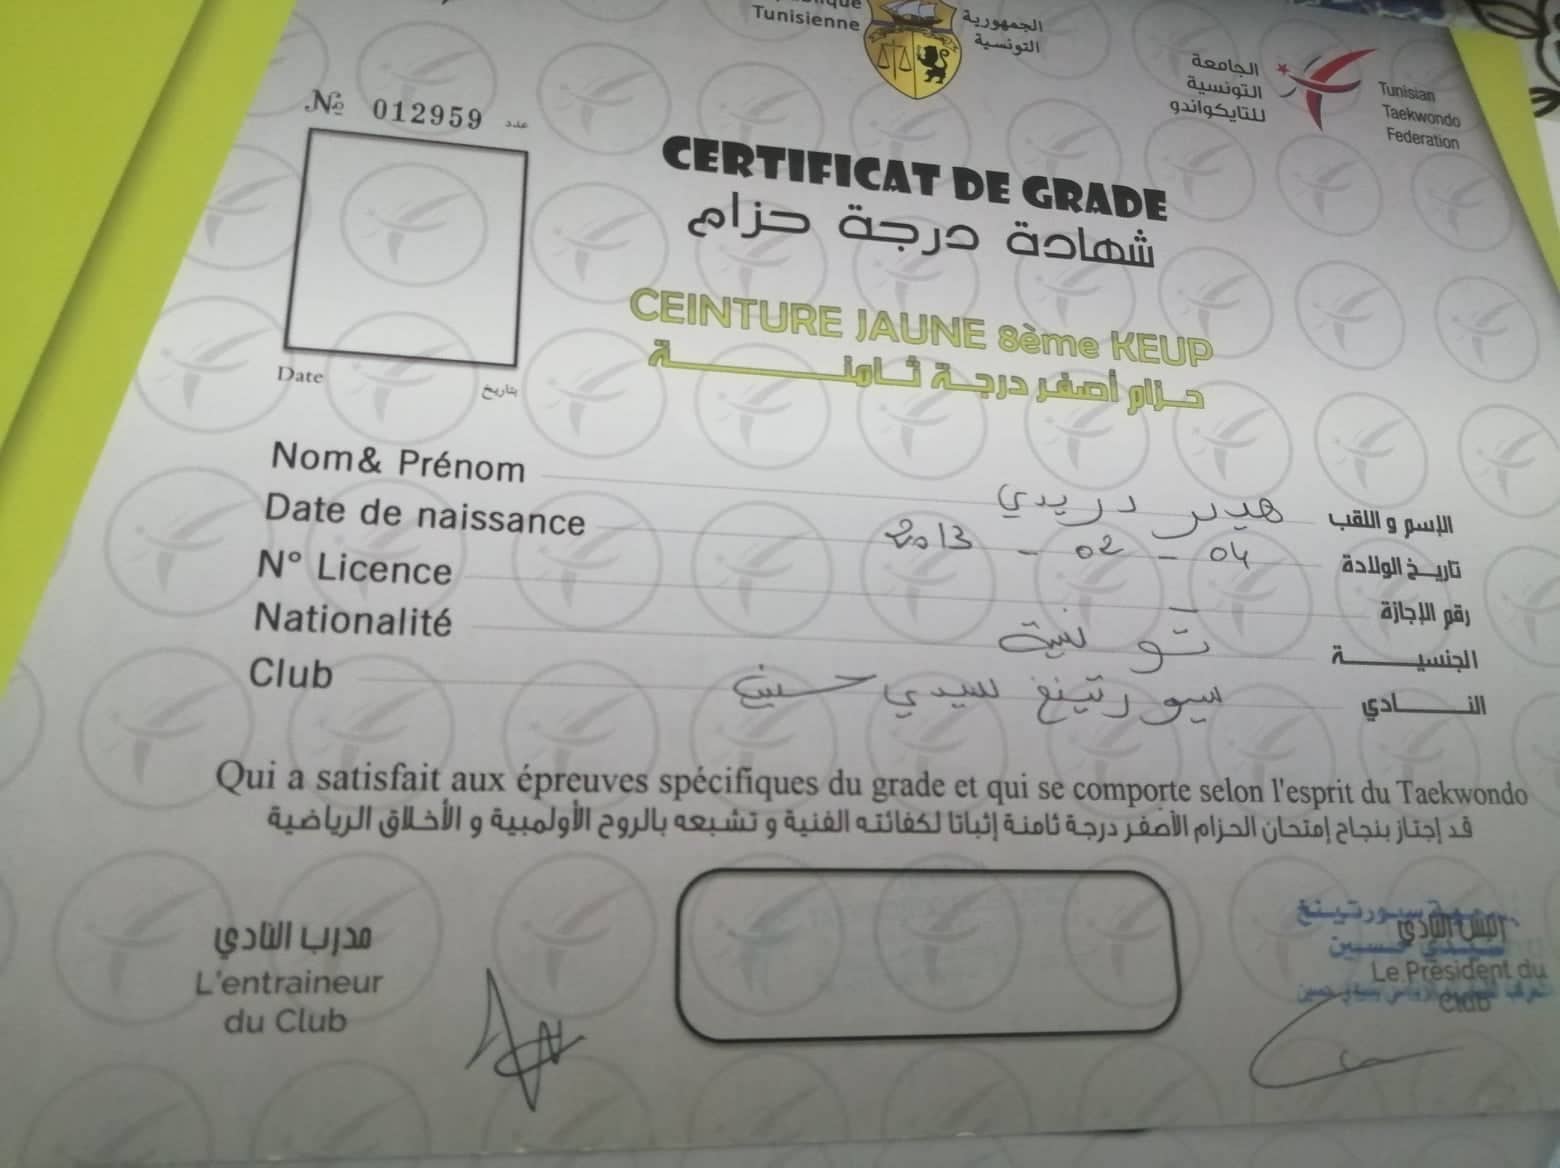 Tunisienne
الجمهورية
التونسية
الجامعة
التونسية
للتايكواندو
Tunisian
Taekwondo
Federation
№ 012959 عدد
CERTIFICAT DE GRADE
شهادة درجة حزام
CEINTURE JAUNE 8ème KEUP
حزام أصفر درجة ثامنة
Date بتاريخ
Nom& Prénom دريدي الإسم و اللقب
Date de naissance 2013 - 02 - 04 تاريخ الولادة
N° Licence رقم الإجازة
Nationalité تونسية الجنسية
Club سبورتينغ سيدي حسين النادي
Qui a satisfait aux épreuves spécifiques du grade et qui se comporte selon l'esprit du Taekwondo
قد إجتاز بنجاح إمتحان الحزام الأصفر درجة ثامنة إثباتا لكفائته الفنية و تشبعه بالروح الأولمبية و الأخلاق الرياضية
مدرب النادي
L'entraineur
du Club
سبورتينغ
النادي
حسين
Le Président du
Club